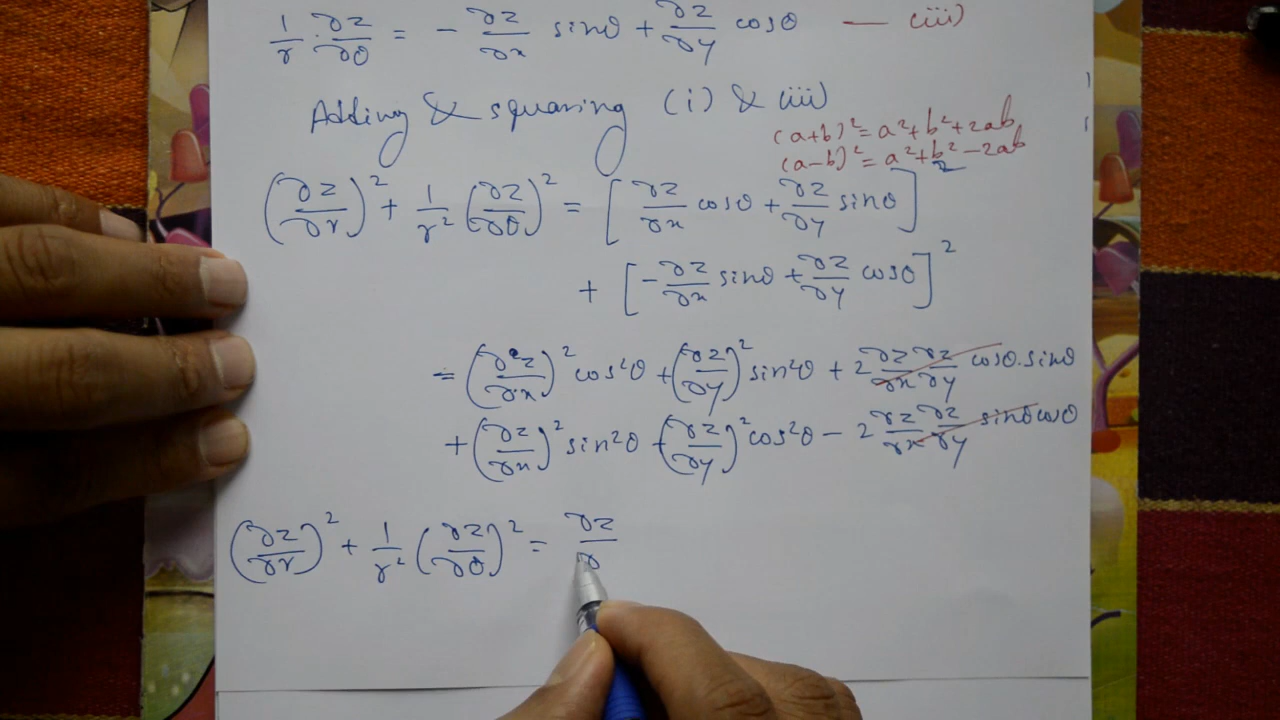 1/r . ∂z/∂θ = - ∂z/∂x sinθ + ∂z/∂y cosθ — (iii)
Adding & squaring (i) & (iii)
(a+b)² = a²+b²+2ab
(a-b)² = a²+b²-2ab
(∂z/∂r)² + 1/r² (∂z/∂θ)² = [∂z/∂x cosθ + ∂z/∂y sinθ]²
+ [-∂z/∂x sinθ + ∂z/∂y cosθ]²
= (∂z/∂x)² cos²θ + (∂z/∂y)² sin²θ + 2 ∂z/∂x ∂z/∂y cosθ.sinθ
+ (∂z/∂x)² sin²θ + (∂z/∂y)² cos²θ - 2 ∂z/∂x ∂z/∂y sinθcosθ
(∂z/∂r)² + 1/r² (∂z/∂θ)² = ∂z/∂